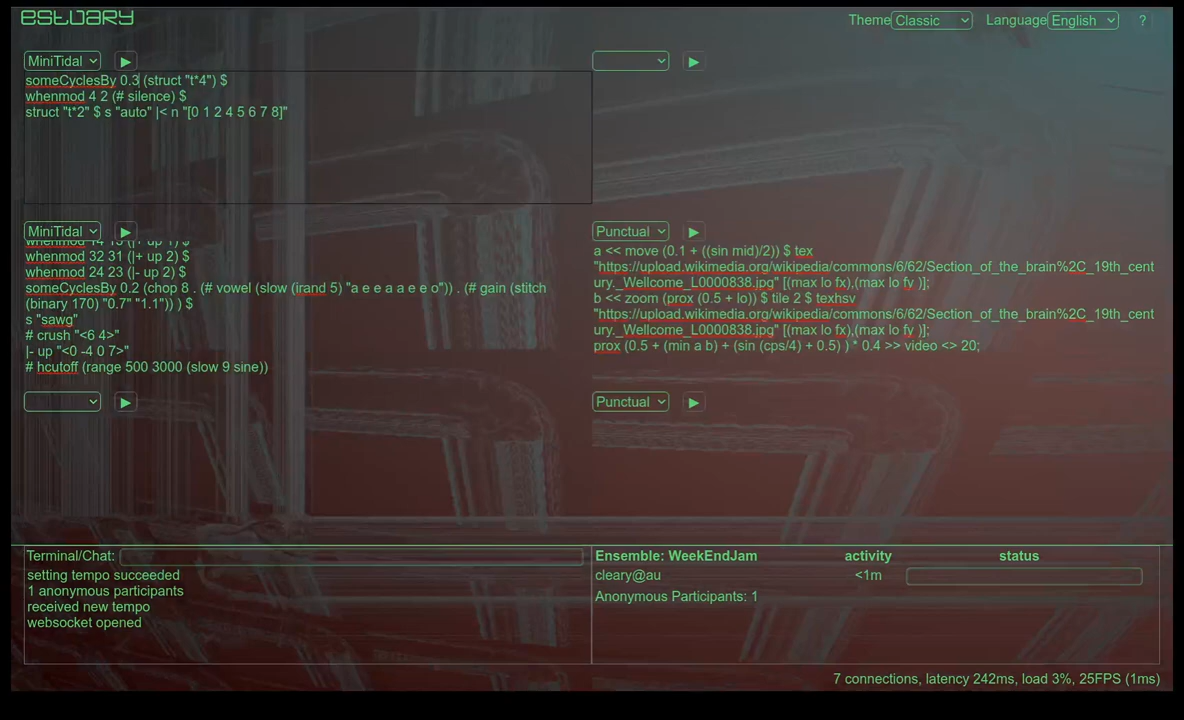 estuary
Theme Classic Language English ?
MiniTidal
someCyclesBy 0.3 (struct "t*4") $
whenmod 4 2 (# silence) $
struct "t*2" $ s "auto" |< n "[0 1 2 4 5 6 7 8]"
MiniTidal
whenmod 14 13 (|+ up 1) $
whenmod 32 31 (|+ up 2) $
whenmod 24 23 (|- up 2) $
someCyclesBy 0.2 (chop 8 . (# vowel (slow (irand 5) "a e e a a e e o")) . (# gain (stitch
(binary 170) "0.7" "1.1")) ) $
s "sawg"
# crush "<6 4>"
|- up "<0 -4 0 7>"
# hcutoff (range 500 3000 (slow 9 sine))
Punctual
a << move (0.1 + ((sin mid)/2)) $ tex
"https://upload.wikimedia.org/wikipedia/commons/6/62/Section_of_the_brain%2C_19th_cent
ury._Wellcome_L0000838.jpg" [(max lo fx),(max lo fy )];
b << zoom (prox (0.5 + lo)) $ tile 2 $ texhsv
"https://upload.wikimedia.org/wikipedia/commons/6/62/Section_of_the_brain%2C_19th_cent
ury._Wellcome_L0000838.jpg" [(max lo fx),(max lo fy )];
prox (0.5 + (min a b) + (sin (cps/4) + 0.5) ) * 0.4 >> video <> 20;
Punctual
Terminal/Chat:
setting tempo succeeded
1 anonymous participants
received new tempo
websocket opened
Ensemble: WeekEndJam activity status
cleary@au <1m
Anonymous Participants: 1
7 connections, latency 242ms, load 3%, 25FPS (1ms)